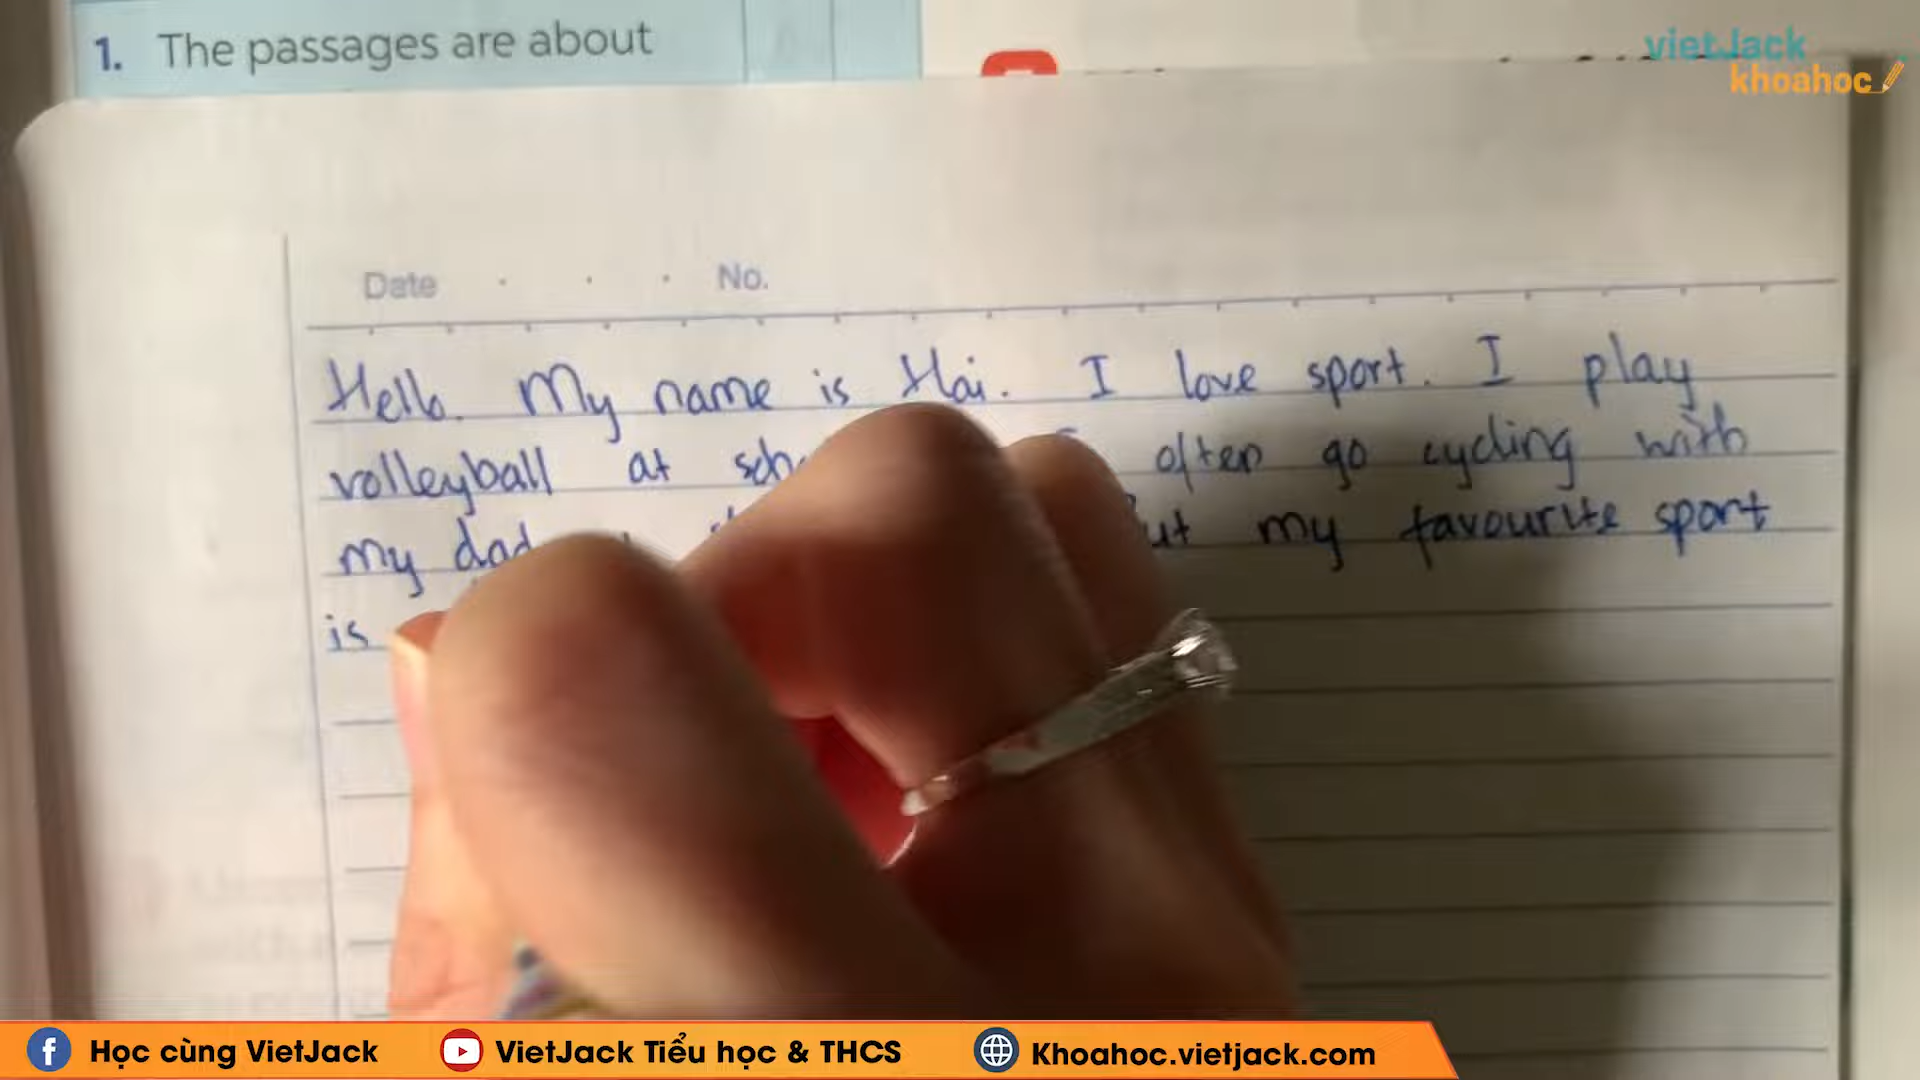 1. The passages are about
vietJack
khoahoc
Date . . . No.
Hello. My name is Hai. I love sport. I play
volleyball at often go cycling with
my dad my favourite sport
is
Học cùng VietJack
VietJack Tiểu học & THCS
Khoahoc.vietjack.com